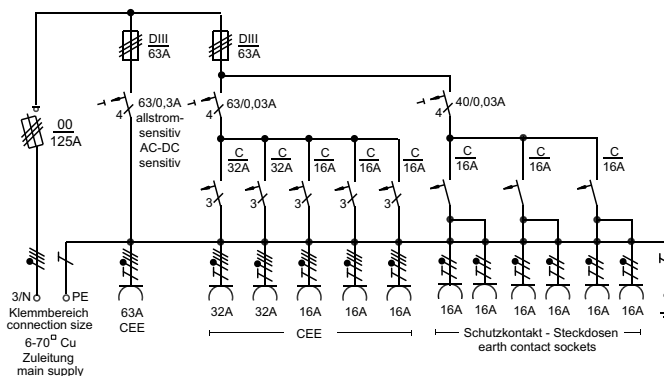 DIII
63A
DIII
63A
00
125A
4
63/0,3A
allstrom-
sensitiv
AC-DC
sensitiv
4
63/0,03A
4
40/0,03A
C
32A
C
32A
C
16A
C
16A
C
16A
C
16A
C
16A
C
16A
3
3
3
3
3
3/N
PE
Klemmbereich
connection size
6-70□ Cu
Zuleitung
main supply
63A
CEE
32A
32A
16A
16A
16A
CEE
16A
16A
16A
16A
16A
16A
Schutzkontakt - Steckdosen
earth contact sockets